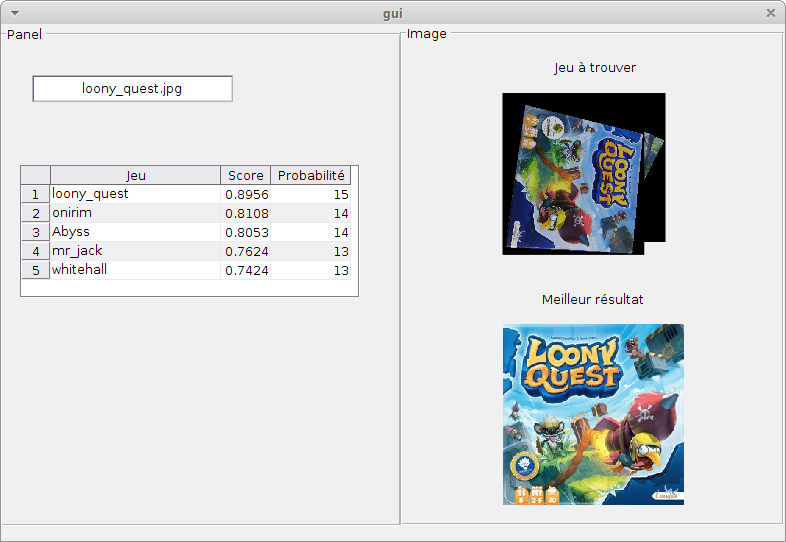 gui
Panel
loony_quest.jpg
Jeu Score Probabilité
1 loony_quest 0.8956 15
2 onirim 0.8108 14
3 Abyss 0.8053 14
4 mr_jack 0.7624 13
5 whitehall 0.7424 13
Image
Jeu à trouver
LOONY
QUEST
Meilleur résultat
LOONY
QUEST